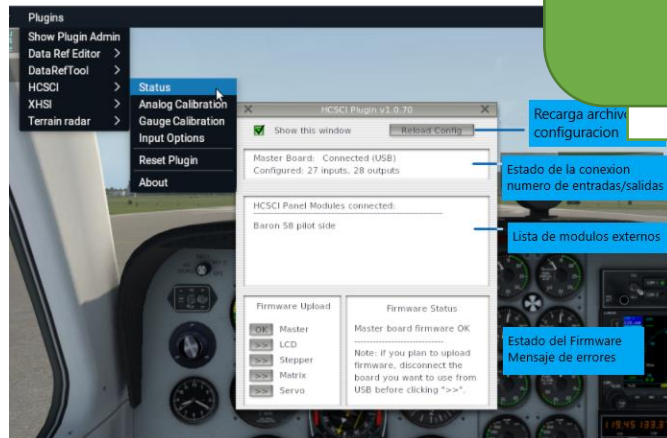 Plugins
Show Plugin Admin
Data Ref Editor >
DataRefTool >
HCSCI >
XHSI >
Terrain radar >
Status
Analog Calibration
Gauge Calibration
Input Options
Reset Plugin
About
HCSCI Plugin v1.0.70
Show this window
Reload Config
Master Board: Connected (USB)
Configured: 27 inputs, 28 outputs
HCSCI Panel Modules connected:
Baron 58 pilot side
Firmware Upload
OK Master
>> LCD
>> Stepper
>> Matrix
>> Servo
Firmware Status
Master board firmware OK
Note: if you plan to upload
firmware, disconnect the
board you want to use from
USB before clicking ">>".
Recarga archivo
configuracion
Estado de la conexion
numero de entradas/salidas
Lista de modulos externos
Estado del Firmware
Mensaje de errores